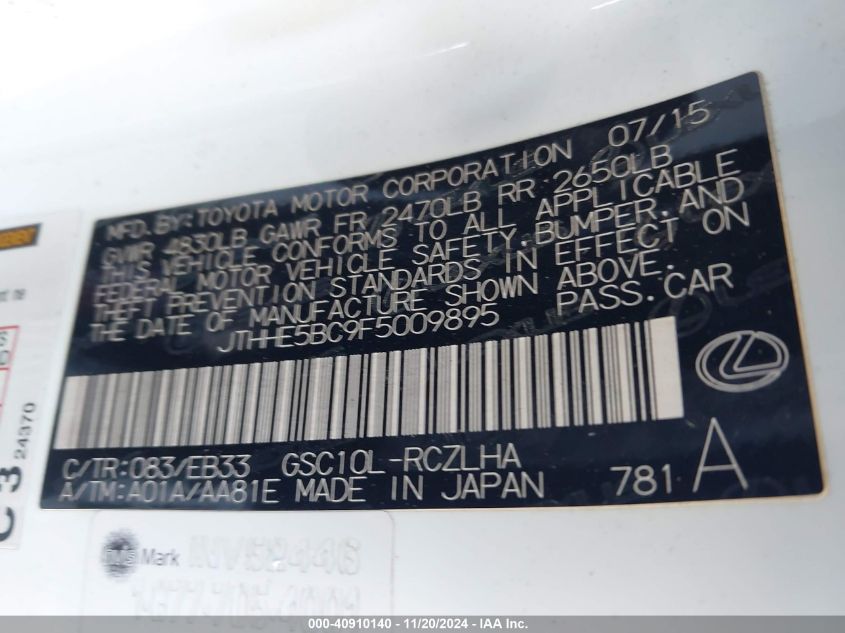 MFD. BY: TOYOTA MOTOR CORPORATION 07/15
GVWR 4830LB GAWR FR 2470LB RR 2650LB
THIS VEHICLE CONFORMS TO ALL APPLICABLE
FEDERAL MOTOR VEHICLE SAFETY, BUMPER, AND
THEFT PREVENTION STANDARDS IN EFFECT ON
THE DATE OF MANUFACTURE SHOWN ABOVE.
JTHHE5BC9F5009895 PASS. CAR
C/TR: 083/EB33 GSC10L-RCZLHA
A/TM: A01A/AA81E MADE IN JAPAN 781 A
24370
Mark
000-40910140 - 11/20/2024 - IAA Inc.